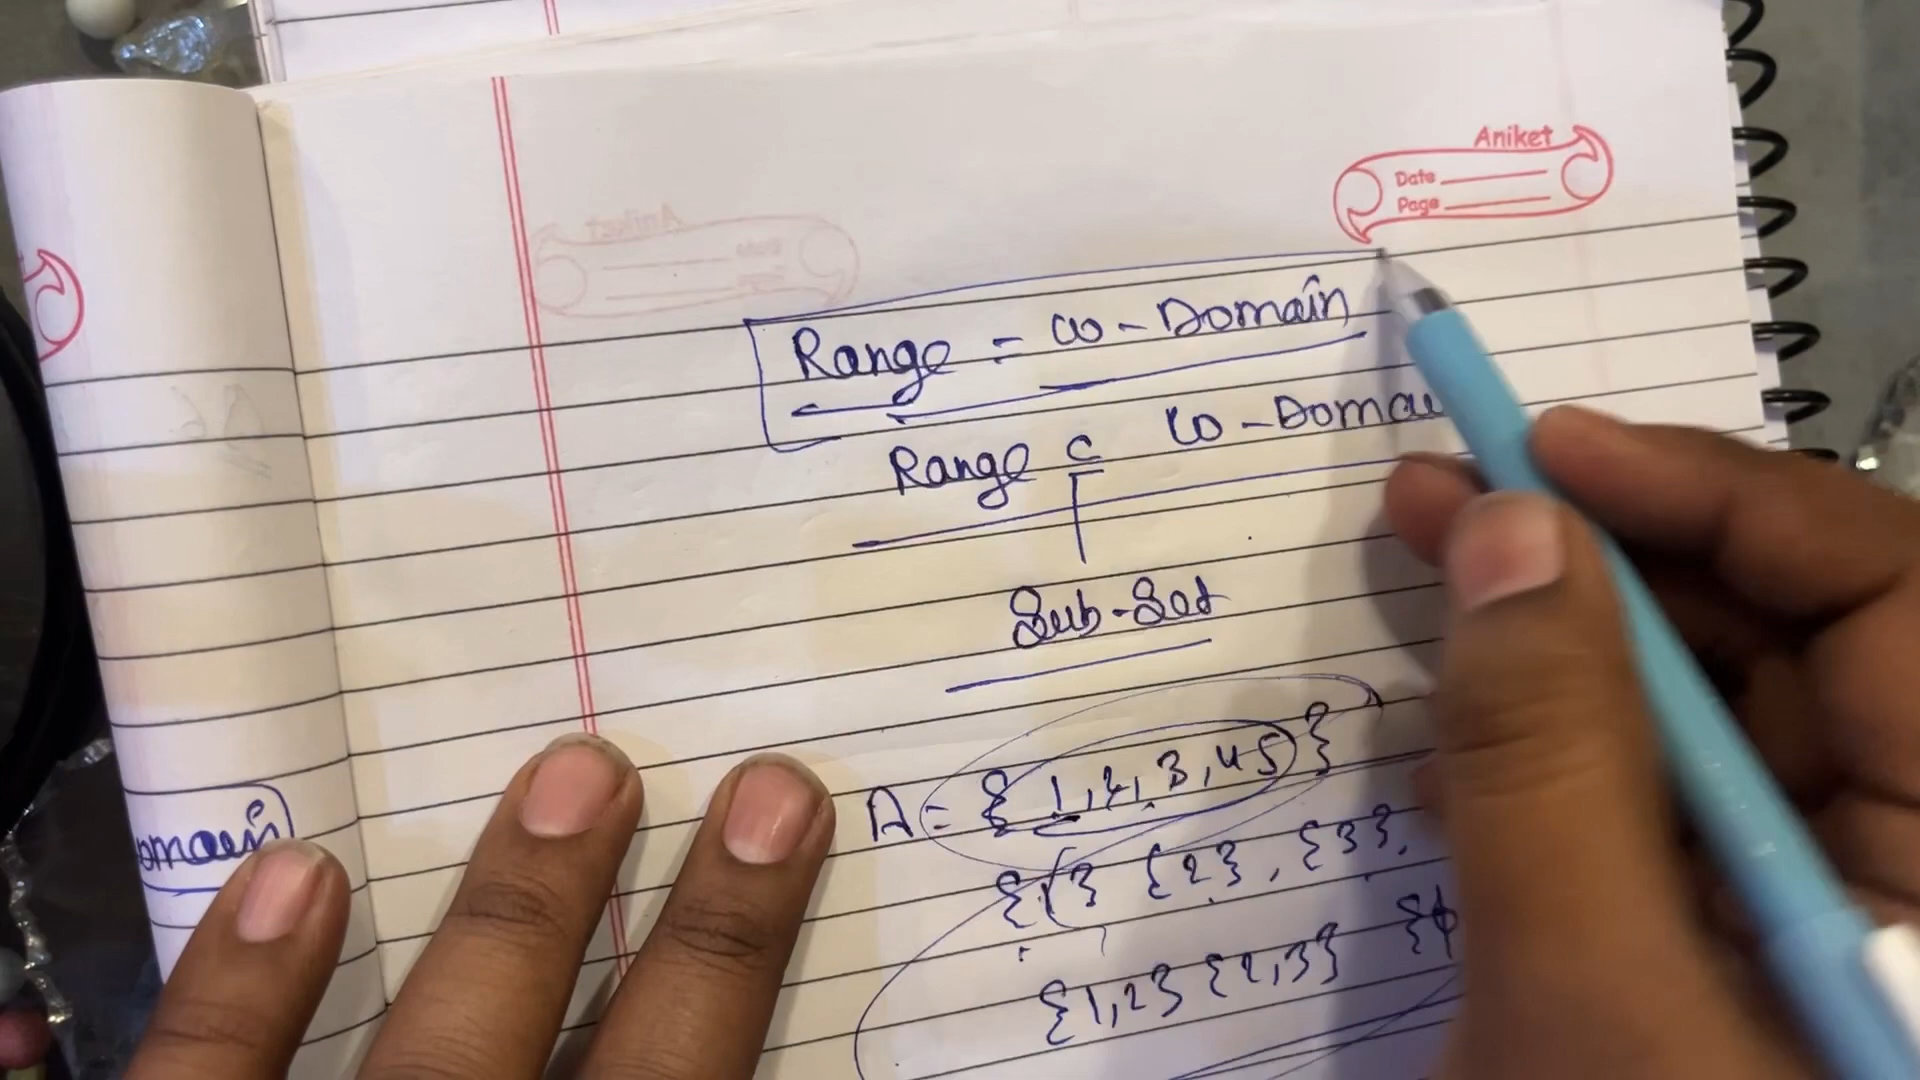 Aniket
Date
Page
Range = co-Domain
Range ⊆ co-Domai
Sub-Set
A = { 1, 2, 3, 4 5 }
{1} {2}, {3},
{1,2} {2,3} {ϕ
omain